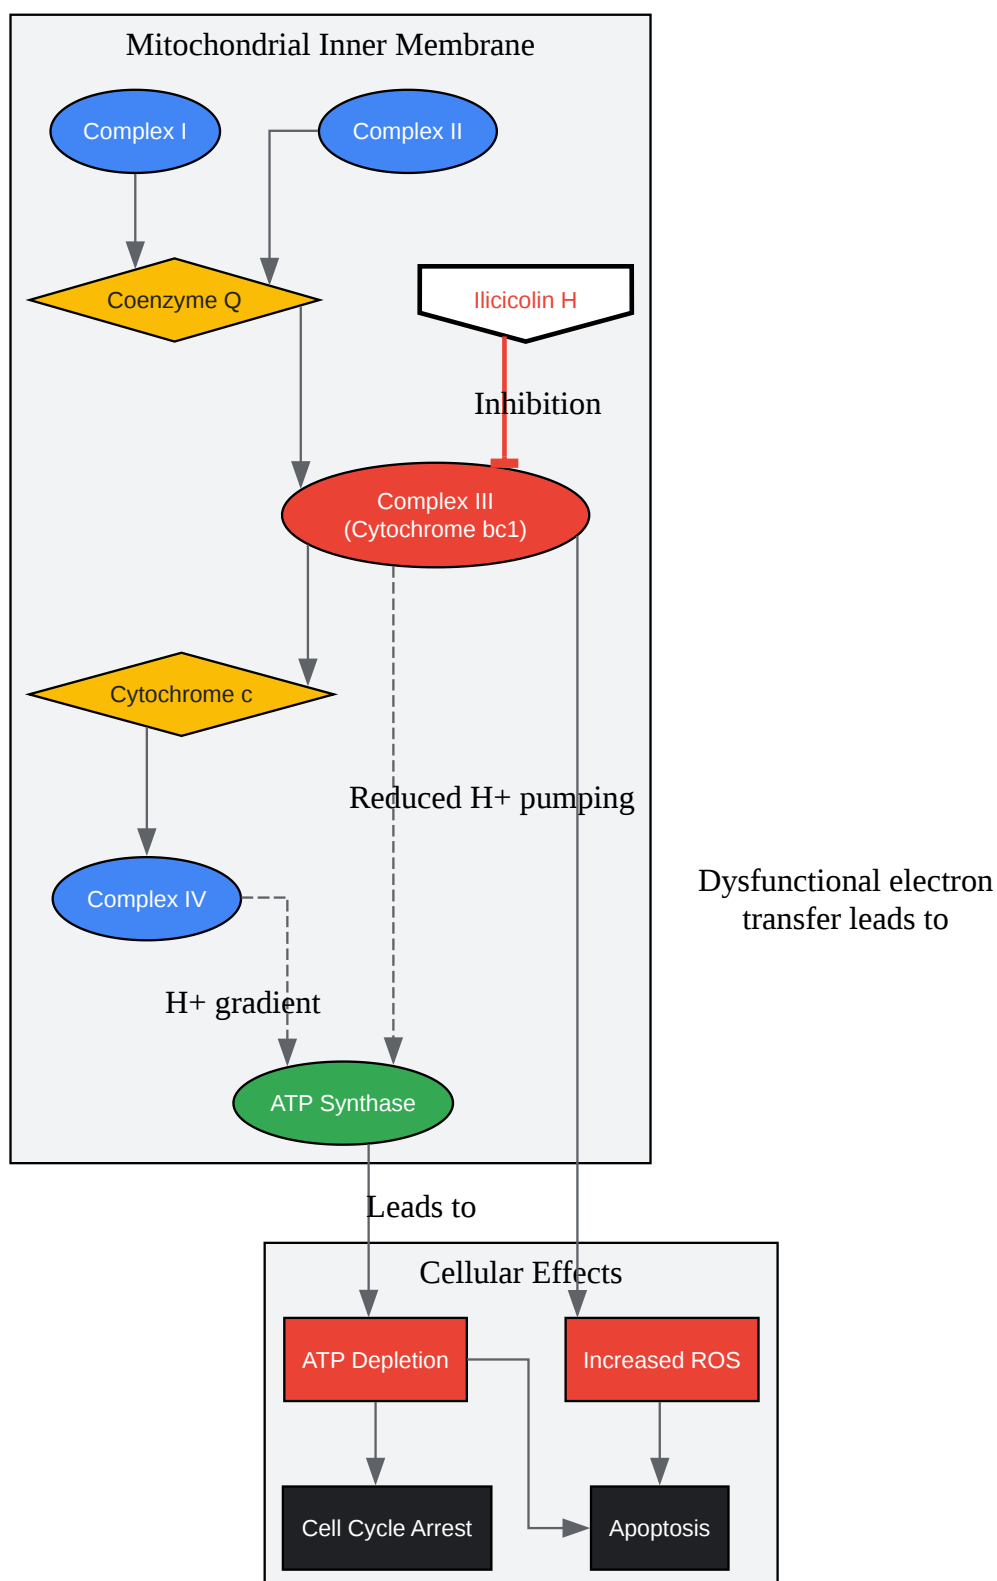 Mitochondrial Inner Membrane
Complex I
Complex II
Coenzyme Q
Ilicicolin H
Inhibition
Complex III
(Cytochrome bc1)
Cytochrome c
Reduced H+ pumping
Complex IV
Dysfunctional electron
transfer leads to
H+ gradient
ATP Synthase
Leads to
Cellular Effects
ATP Depletion
Increased ROS
Cell Cycle Arrest
Apoptosis